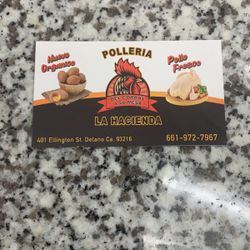 POLLERIA
Huevo
Organico
Pollo
Fresco
LA HACIENDA
401 Ellington St. Delano Ca. 93215
661-972-7967